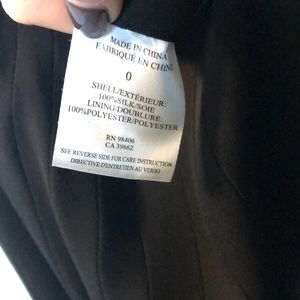 MADE IN CHINA
FABRIQUÉ EN CHINE
0
SHELL/EXTÉRIEUR:
100%SILK/SOIE
LINING/DOUBLURE:
100%POLYESTER/POLYESTER
RN 98406
CA 39862
SEE REVERSE SIDE FOR CARE INSTRUCTION
DIRECTIVE D'ENTRETIEN AU VERSO